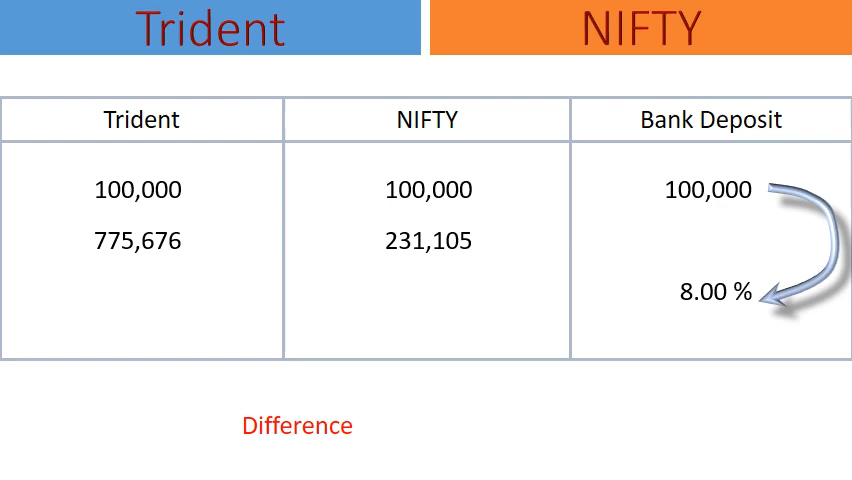 Trident NIFTY
Trident NIFTY Bank Deposit
100,000 100,000 100,000
775,676 231,105
8.00 %
Difference